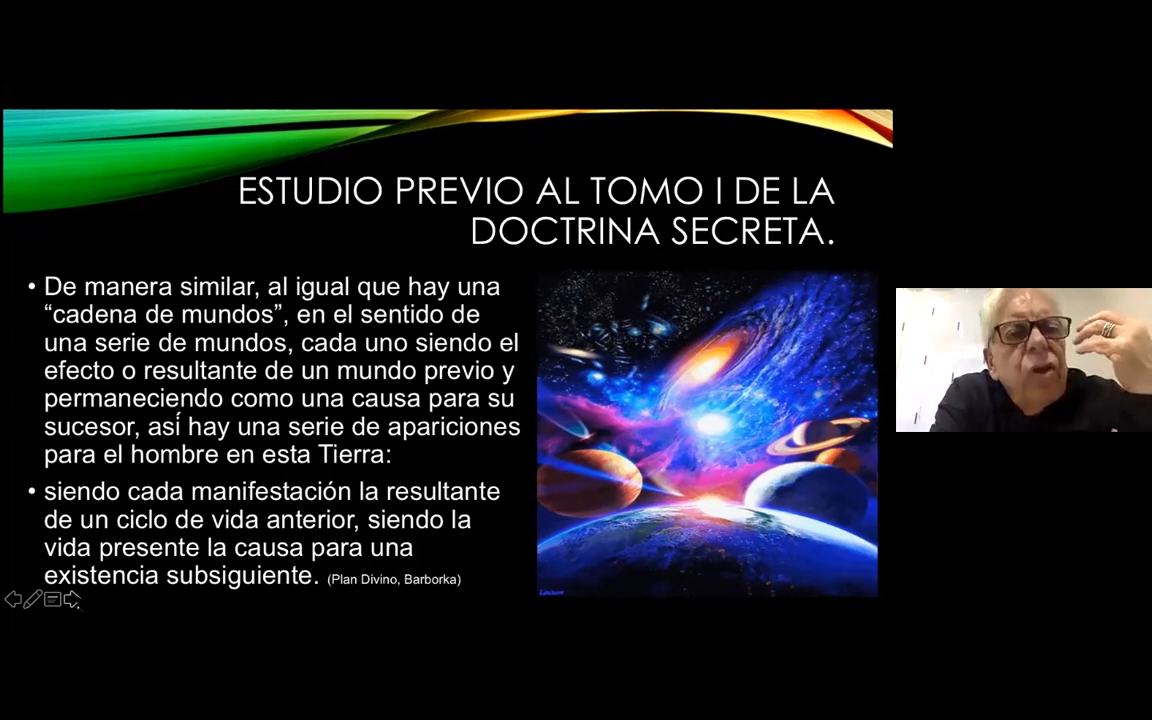 ESTUDIO PREVIO AL TOMO I DE LA
DOCTRINA SECRETA.
• De manera similar, al igual que hay una
“cadena de mundos”, en el sentido de
una serie de mundos, cada uno siendo el
efecto o resultante de un mundo previo y
permaneciendo como una causa para su
sucesor, así hay una serie de apariciones
para el hombre en esta Tierra:
• siendo cada manifestación la resultante
de un ciclo de vida anterior, siendo la
vida presente la causa para una
existencia subsiguiente. (Plan Divino, Barborka)